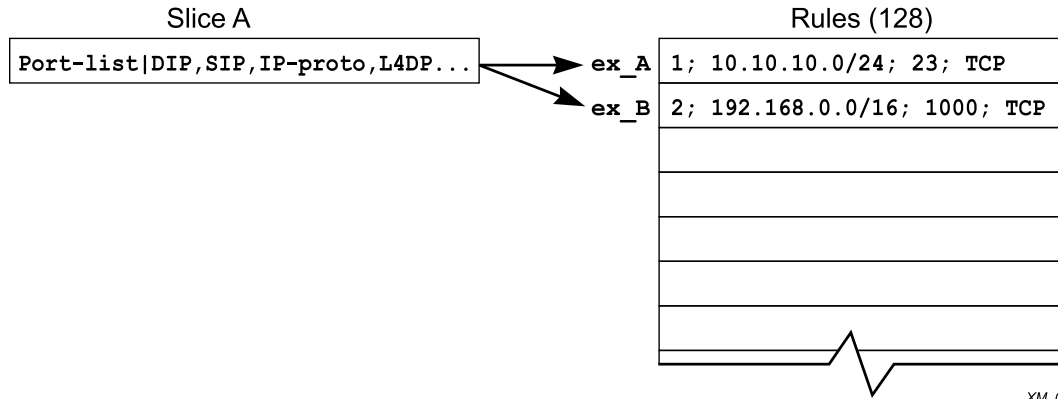 Slice A
Rules (128)
Port-list|DIP,SIP,IP-proto,L4DP...
ex_A
1; 10.10.10.0/24; 23; TCP
ex_B
2; 192.168.0.0/16; 1000; TCP
XM_